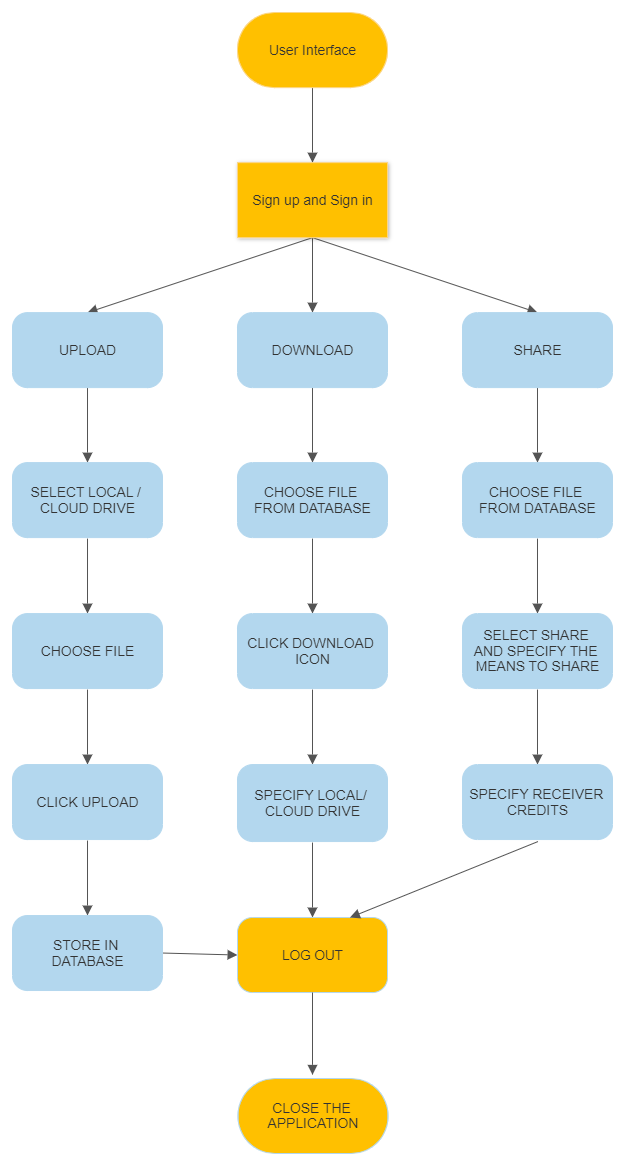 User Interface
Sign up and Sign in
UPLOAD
DOWNLOAD
SHARE
SELECT LOCAL /
CLOUD DRIVE
CHOOSE FILE
FROM DATABASE
CHOOSE FILE
FROM DATABASE
CHOOSE FILE
CLICK DOWNLOAD
ICON
SELECT SHARE
AND SPECIFY THE
MEANS TO SHARE
CLICK UPLOAD
SPECIFY LOCAL/
CLOUD DRIVE
SPECIFY RECEIVER
CREDITS
STORE IN
DATABASE
LOG OUT
CLOSE THE
APPLICATION